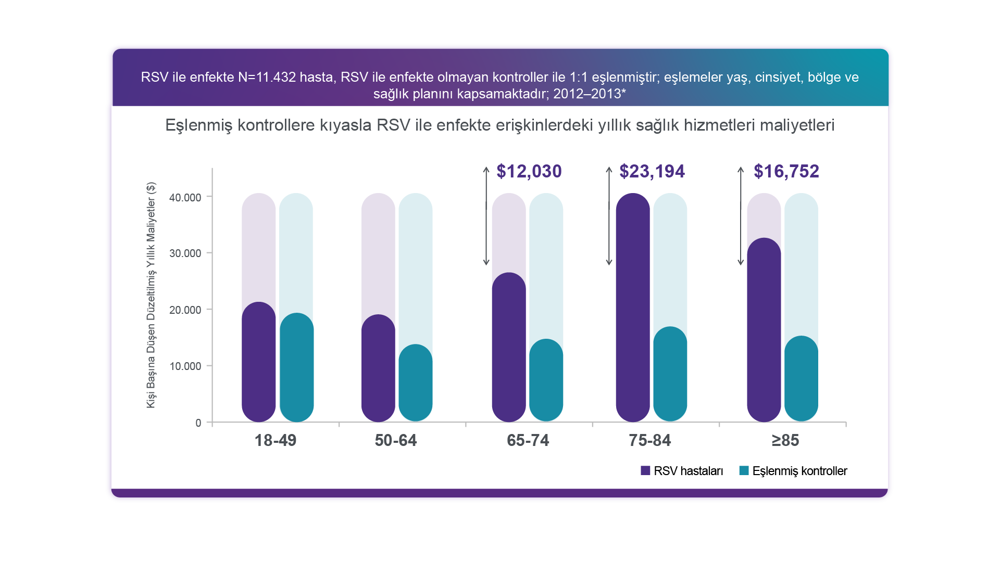 RSV ile enfekte N=11.432 hasta, RSV ile enfekte olmayan kontroller ile 1:1 eşlenmiştir; eşlemeler yaş, cinsiyet, bölge ve
sağlık planını kapsamaktadır; 2012–2013*
Eşlenmiş kontrollere kıyasla RSV ile enfekte erişkinlerdeki yıllık sağlık hizmetleri maliyetleri
Kişi Başına Düşen Düzeltilmiş Yıllık Maliyetler ($)
$12,030
$23,194
$16,752
40.000
30.000
20.000
10.000
0
18-49
50-64
65-74
75-84
≥85
RSV hastaları
Eşlenmiş kontroller